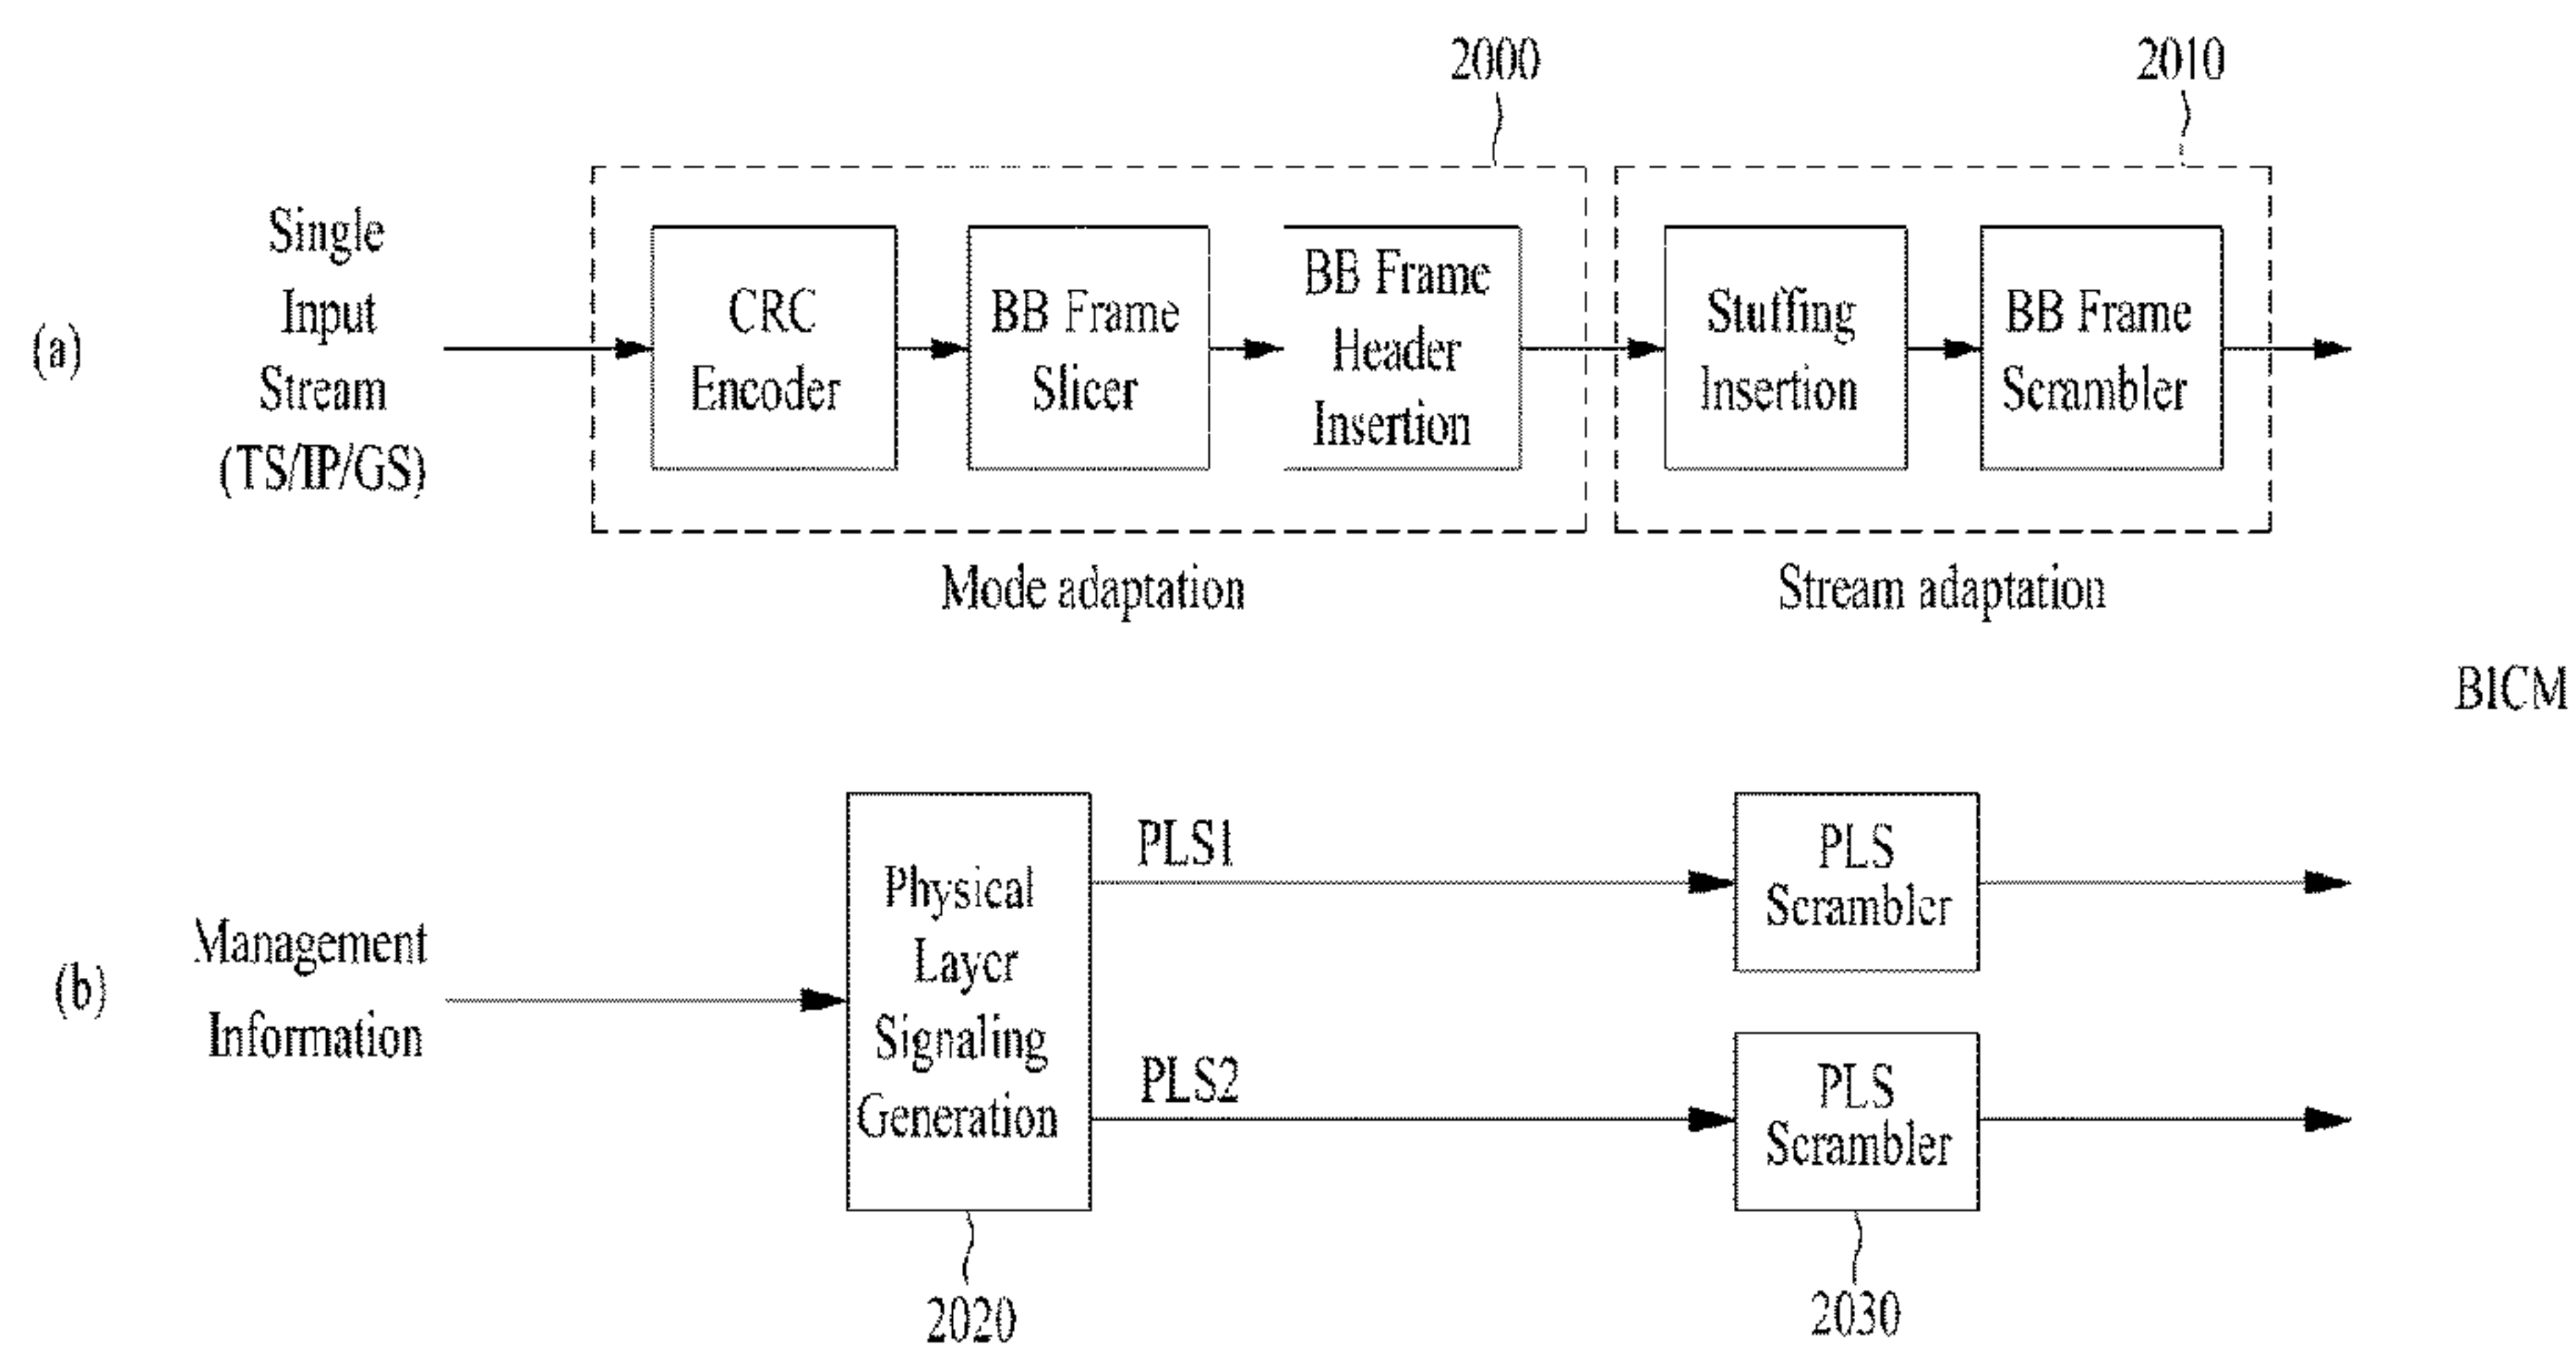 2000
2010
(a)
Single
Input
Stream
(TS/IP/GS)
CRC
Encoder
BB Frame
Slicer
BB Frame
Header
Insertion
Stuffing
Insertion
BB Frame
Scrambler
Mode adaptation
Stream adaptation
BICM
(b)
Management
Information
Physical
Layer
Signaling
Generation
PLS1
PLS2
PLS
Scrambler
PLS
Scrambler
2020
2030